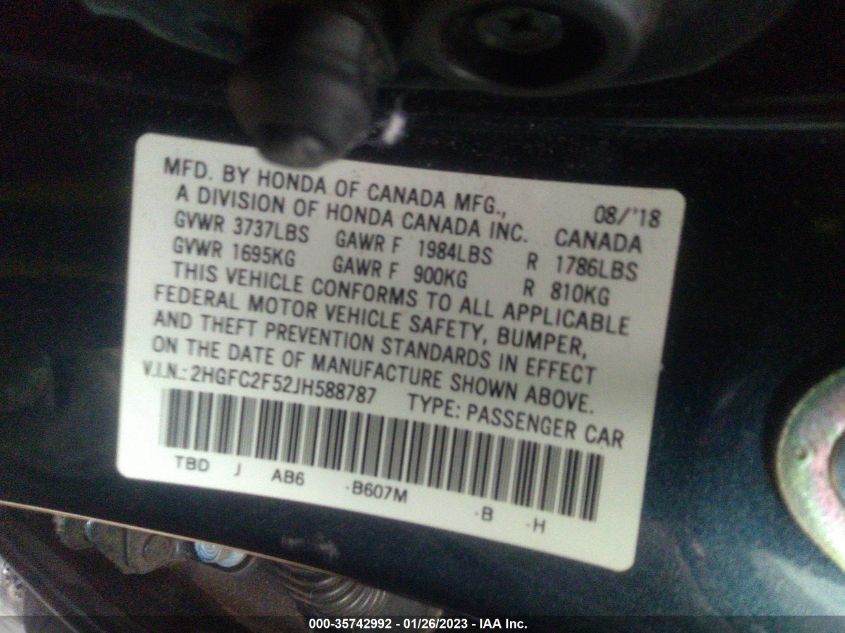 MFD. BY HONDA OF CANADA MFG., 08/'18
A DIVISION OF HONDA CANADA INC. CANADA
GVWR 3737LBS GAWR F 1984LBS R 1786LBS
GVWR 1695KG GAWR F 900KG R 810KG
THIS VEHICLE CONFORMS TO ALL APPLICABLE
FEDERAL MOTOR VEHICLE SAFETY, BUMPER,
AND THEFT PREVENTION STANDARDS IN EFFECT
ON THE DATE OF MANUFACTURE SHOWN ABOVE.
V.I.N.:2HGFC2F52JH588787 TYPE: PASSENGER CAR
TBD J AB6 -B607M -B -H
000-35742992 - 01/26/2023 - IAA Inc.